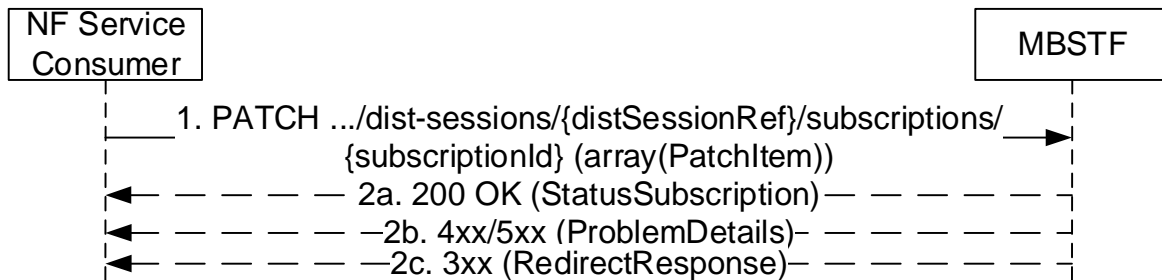 NF Service
Consumer
MBSTF
1. PATCH .../dist-sessions/{distSessionRef}/subscriptions/
{subscriptionId} (array(PatchItem))
2a. 200 OK (StatusSubscription)
2b. 4xx/5xx (ProblemDetails)
2c. 3xx (RedirectResponse)